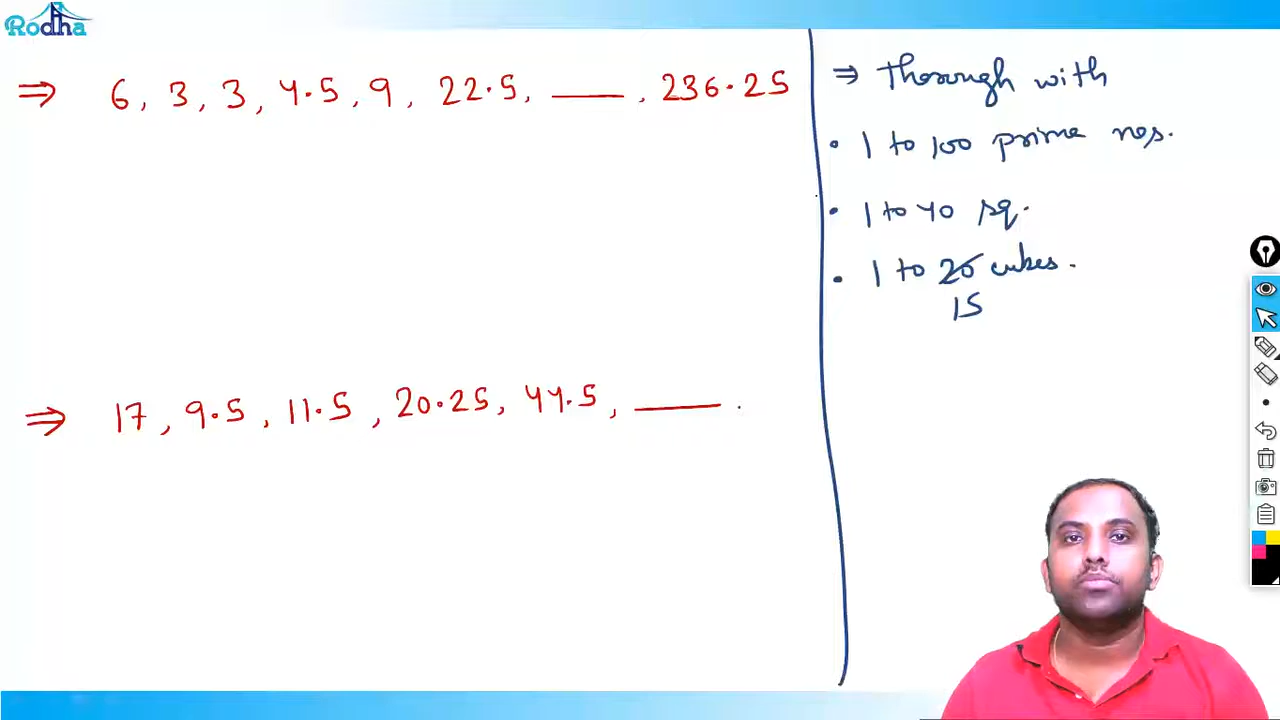 Rodha
⇒ 6, 3, 3, 4.5, 9, 22.5, ____, 236.25
⇒ 17, 9.5, 11.5, 20.25, 44.5, ____.
⇒ Thorough with
• 1 to 100 prime nos.
• 1 to 40 sq.
• 1 to 20 cubes.
15